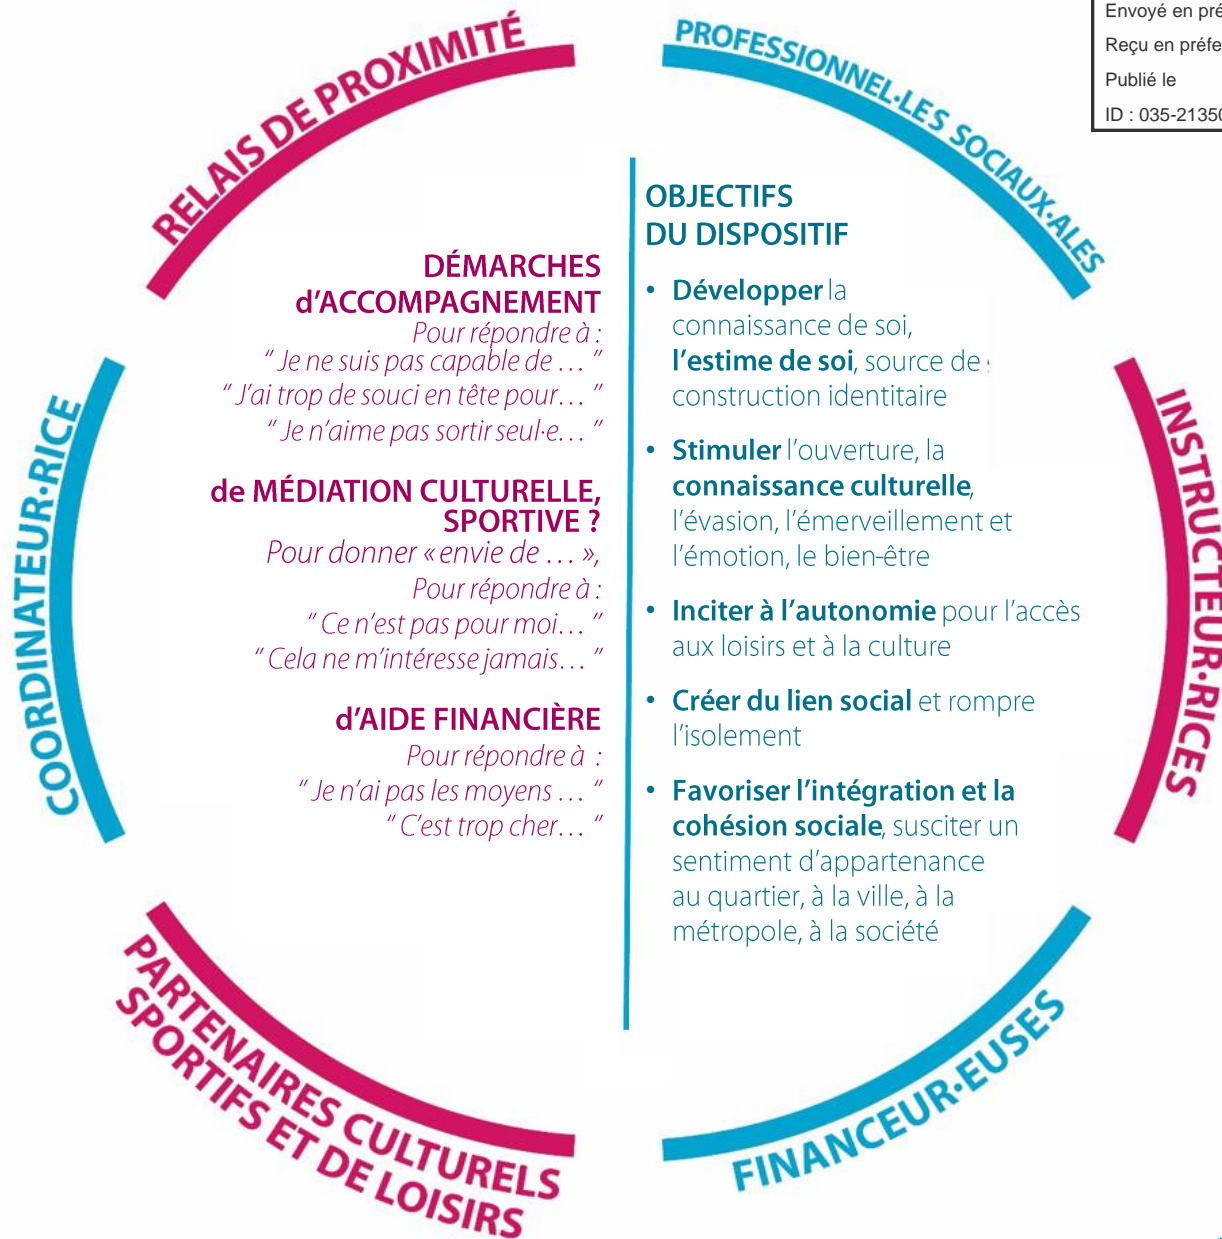 Envoyé en pré
Reçu en préfe
Publié le
ID : 035-21350
RELAIS DE PROXIMITÉ
PROFESSIONNEL·LES SOCIAUX·ALES
DÉMARCHES
d'ACCOMPAGNEMENT
Pour répondre à :
" Je ne suis pas capable de … "
" J'ai trop de souci en tête pour… "
" Je n'aime pas sortir seul·e… "
de MÉDIATION CULTURELLE,
SPORTIVE ?
Pour donner « envie de … »,
Pour répondre à :
" Ce n'est pas pour moi… "
" Cela ne m'intéresse jamais… "
d'AIDE FINANCIÈRE
Pour répondre à :
" Je n'ai pas les moyens … "
" C'est trop cher… "
OBJECTIFS
DU DISPOSITIF
• Développer la
connaissance de soi,
l'estime de soi, source de
construction identitaire
• Stimuler l'ouverture, la
connaissance culturelle,
l'évasion, l'émerveillement et
l'émotion, le bien-être
• Inciter à l'autonomie pour l'accès
aux loisirs et à la culture
• Créer du lien social et rompre
l'isolement
• Favoriser l'intégration et la
cohésion sociale, susciter un
sentiment d'appartenance
au quartier, à la ville, à la
métropole, à la société
COORDINATEUR·RICE
INSTRUCTEUR·RICES
PARTENAIRES CULTURELS
SPORTIFS ET DE LOISIRS
FINANCEUR·EUSES